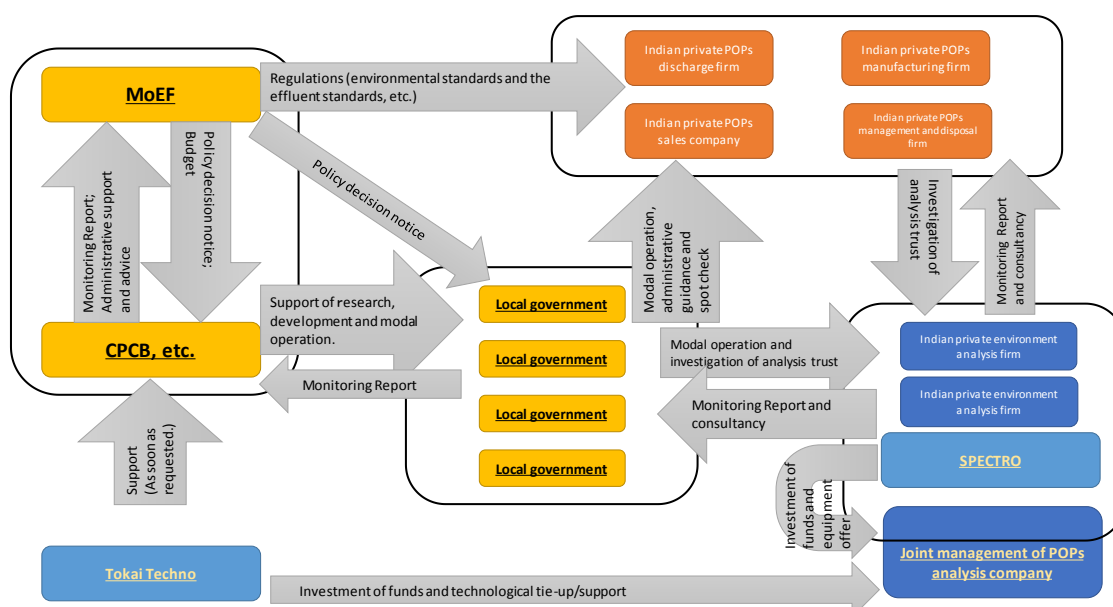 Indian private POPs
discharge firm
Indian private POPs
manufacturing firm
MoEF
Regulations (environmental standards and the
effluent standards, etc.)
Indian private POPs
sales company
Indian private POPs
management and disposal
firm
Monitoring Report;
Administrative support
and advice
Policy decision notice;
Budget
Policy decision notice
Modal operation,
administrative
guidance and
spot check
Investigation of
analysis trust
Monitoring Report
and consultancy
CPCB, etc.
Support of research,
development and modal
operation.
Monitoring Report
Local government
Local government
Local government
Local government
Modal operation and
investigation of analysis trust
Monitoring Report and
consultancy
Indian private environment
analysis firm
Indian private environment
analysis firm
SPECTRO
Support
(As soon as
requested.)
Investment of
funds and
equipment
offer
Joint management of POPs
analysis company
Tokai Techno
Investment of funds and technological tie-up/support